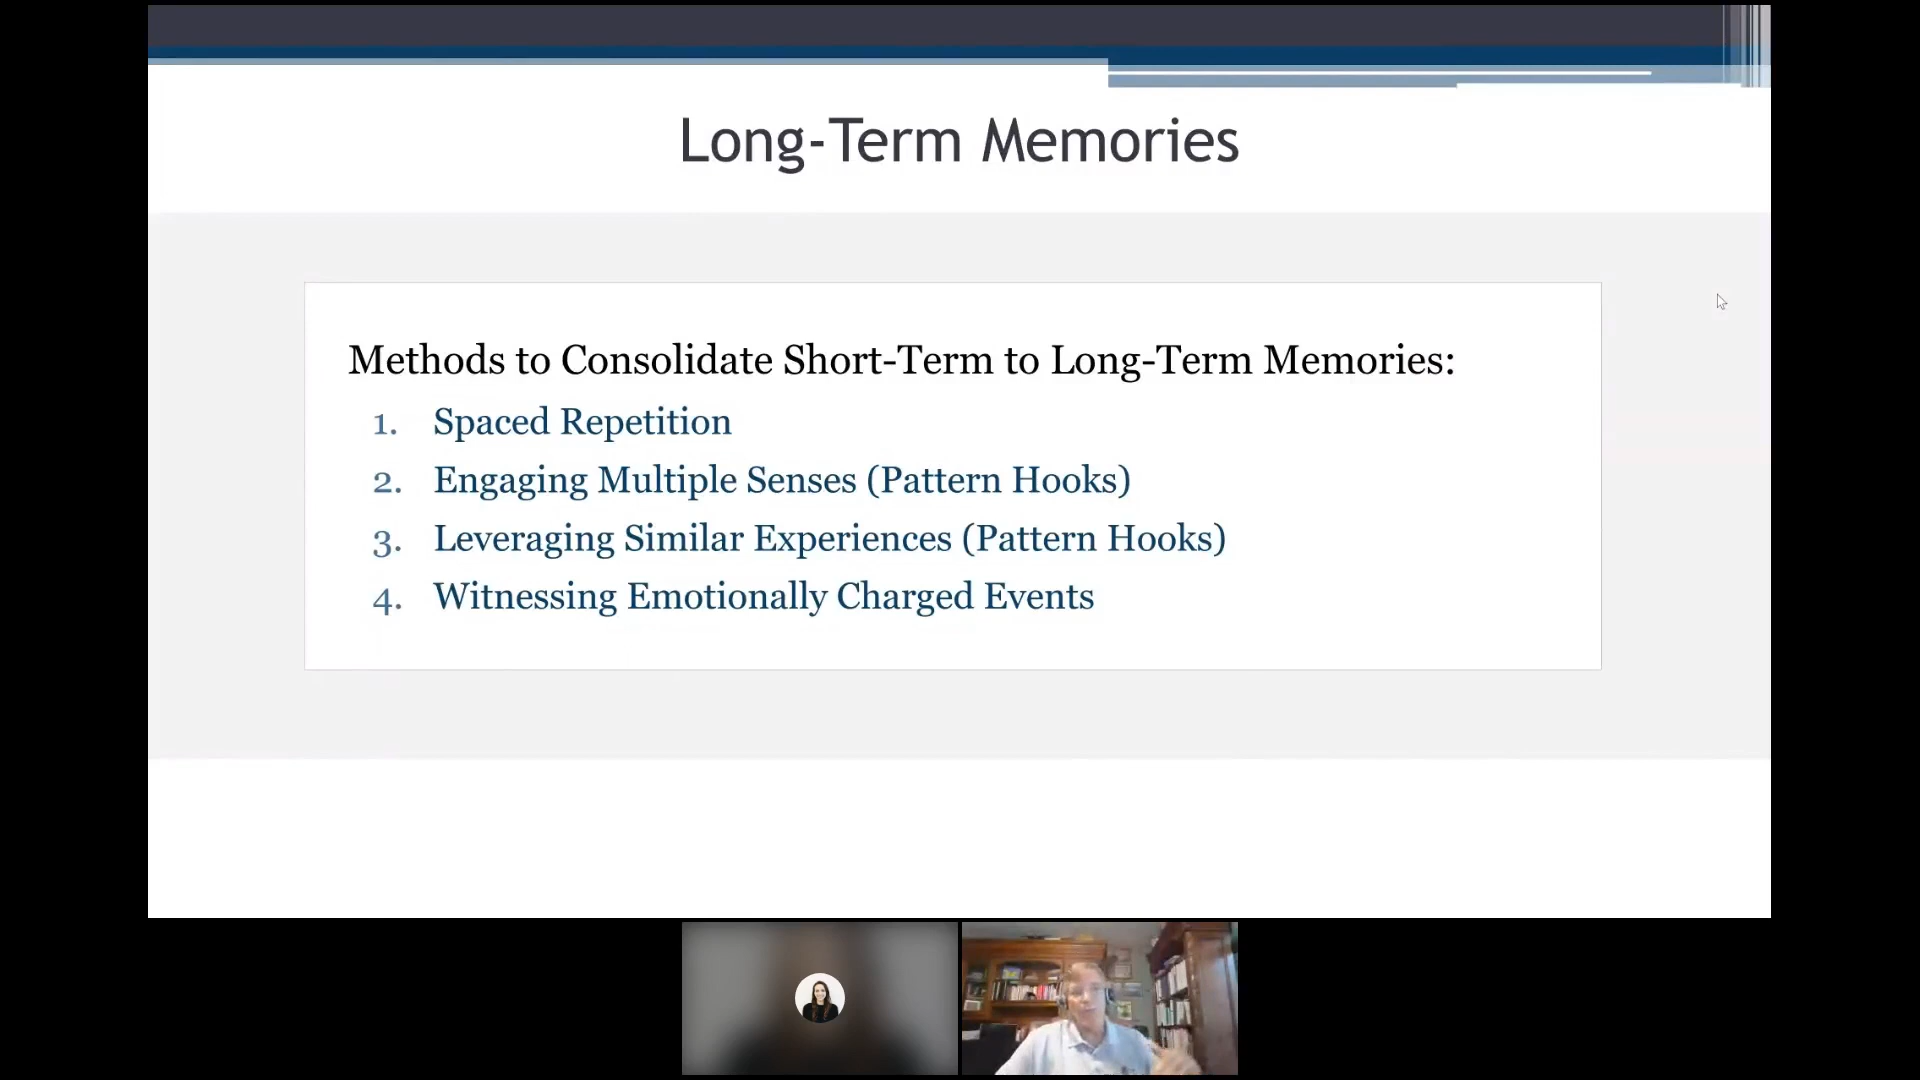 Long-Term Memories
Methods to Consolidate Short-Term to Long-Term Memories:
1. Spaced Repetition
2. Engaging Multiple Senses (Pattern Hooks)
3. Leveraging Similar Experiences (Pattern Hooks)
4. Witnessing Emotionally Charged Events